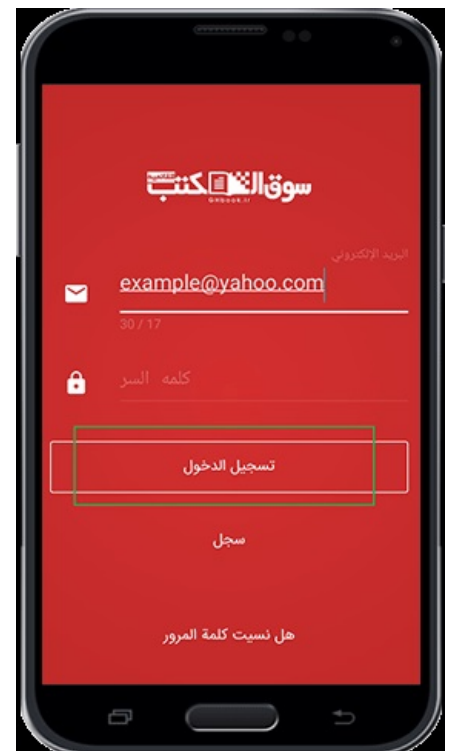 سوق الكتب
GHbook.ir
البريد الإلكتروني
example@yahoo.com
30 / 17
كلمه السر
تسجيل الدخول
سجل
هل نسيت كلمة المرور